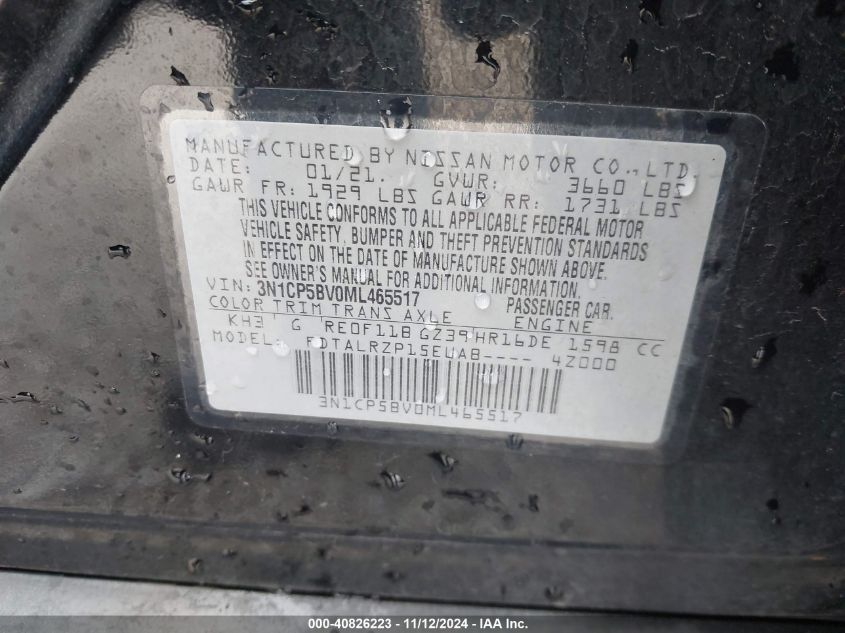 MANUFACTURED BY NISSAN MOTOR CO., LTD.
DATE: 01/21. GVWR: 3660 LBS
GAWR FR: 1929 LBS GAWR RR: 1731 LBS
THIS VEHICLE CONFORMS TO ALL APPLICABLE FEDERAL MOTOR
VEHICLE SAFETY, BUMPER AND THEFT PREVENTION STANDARDS
IN EFFECT ON THE DATE OF MANUFACTURE SHOWN ABOVE.
SEE OWNER'S MANUAL FOR ADDITIONAL INFORMATION.
VIN: 3N1CP5BV0ML465517 PASSENGER CAR.
COLOR TRIM TRANS AXLE ENGINE
KH3 G RE0F11B GZ39 HR16DE 1598 CC
MODEL: FDTALRZP15EUAB---- 4Z000
3N1CP5BV0ML465517
000-40826223 - 11/12/2024 - IAAI Inc.